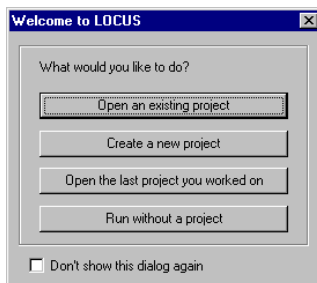 Welcome to LOCUS
What would you like to do?
Open an existing project
Create a new project
Open the last project you worked on
Run without a project
Don't show this dialog again